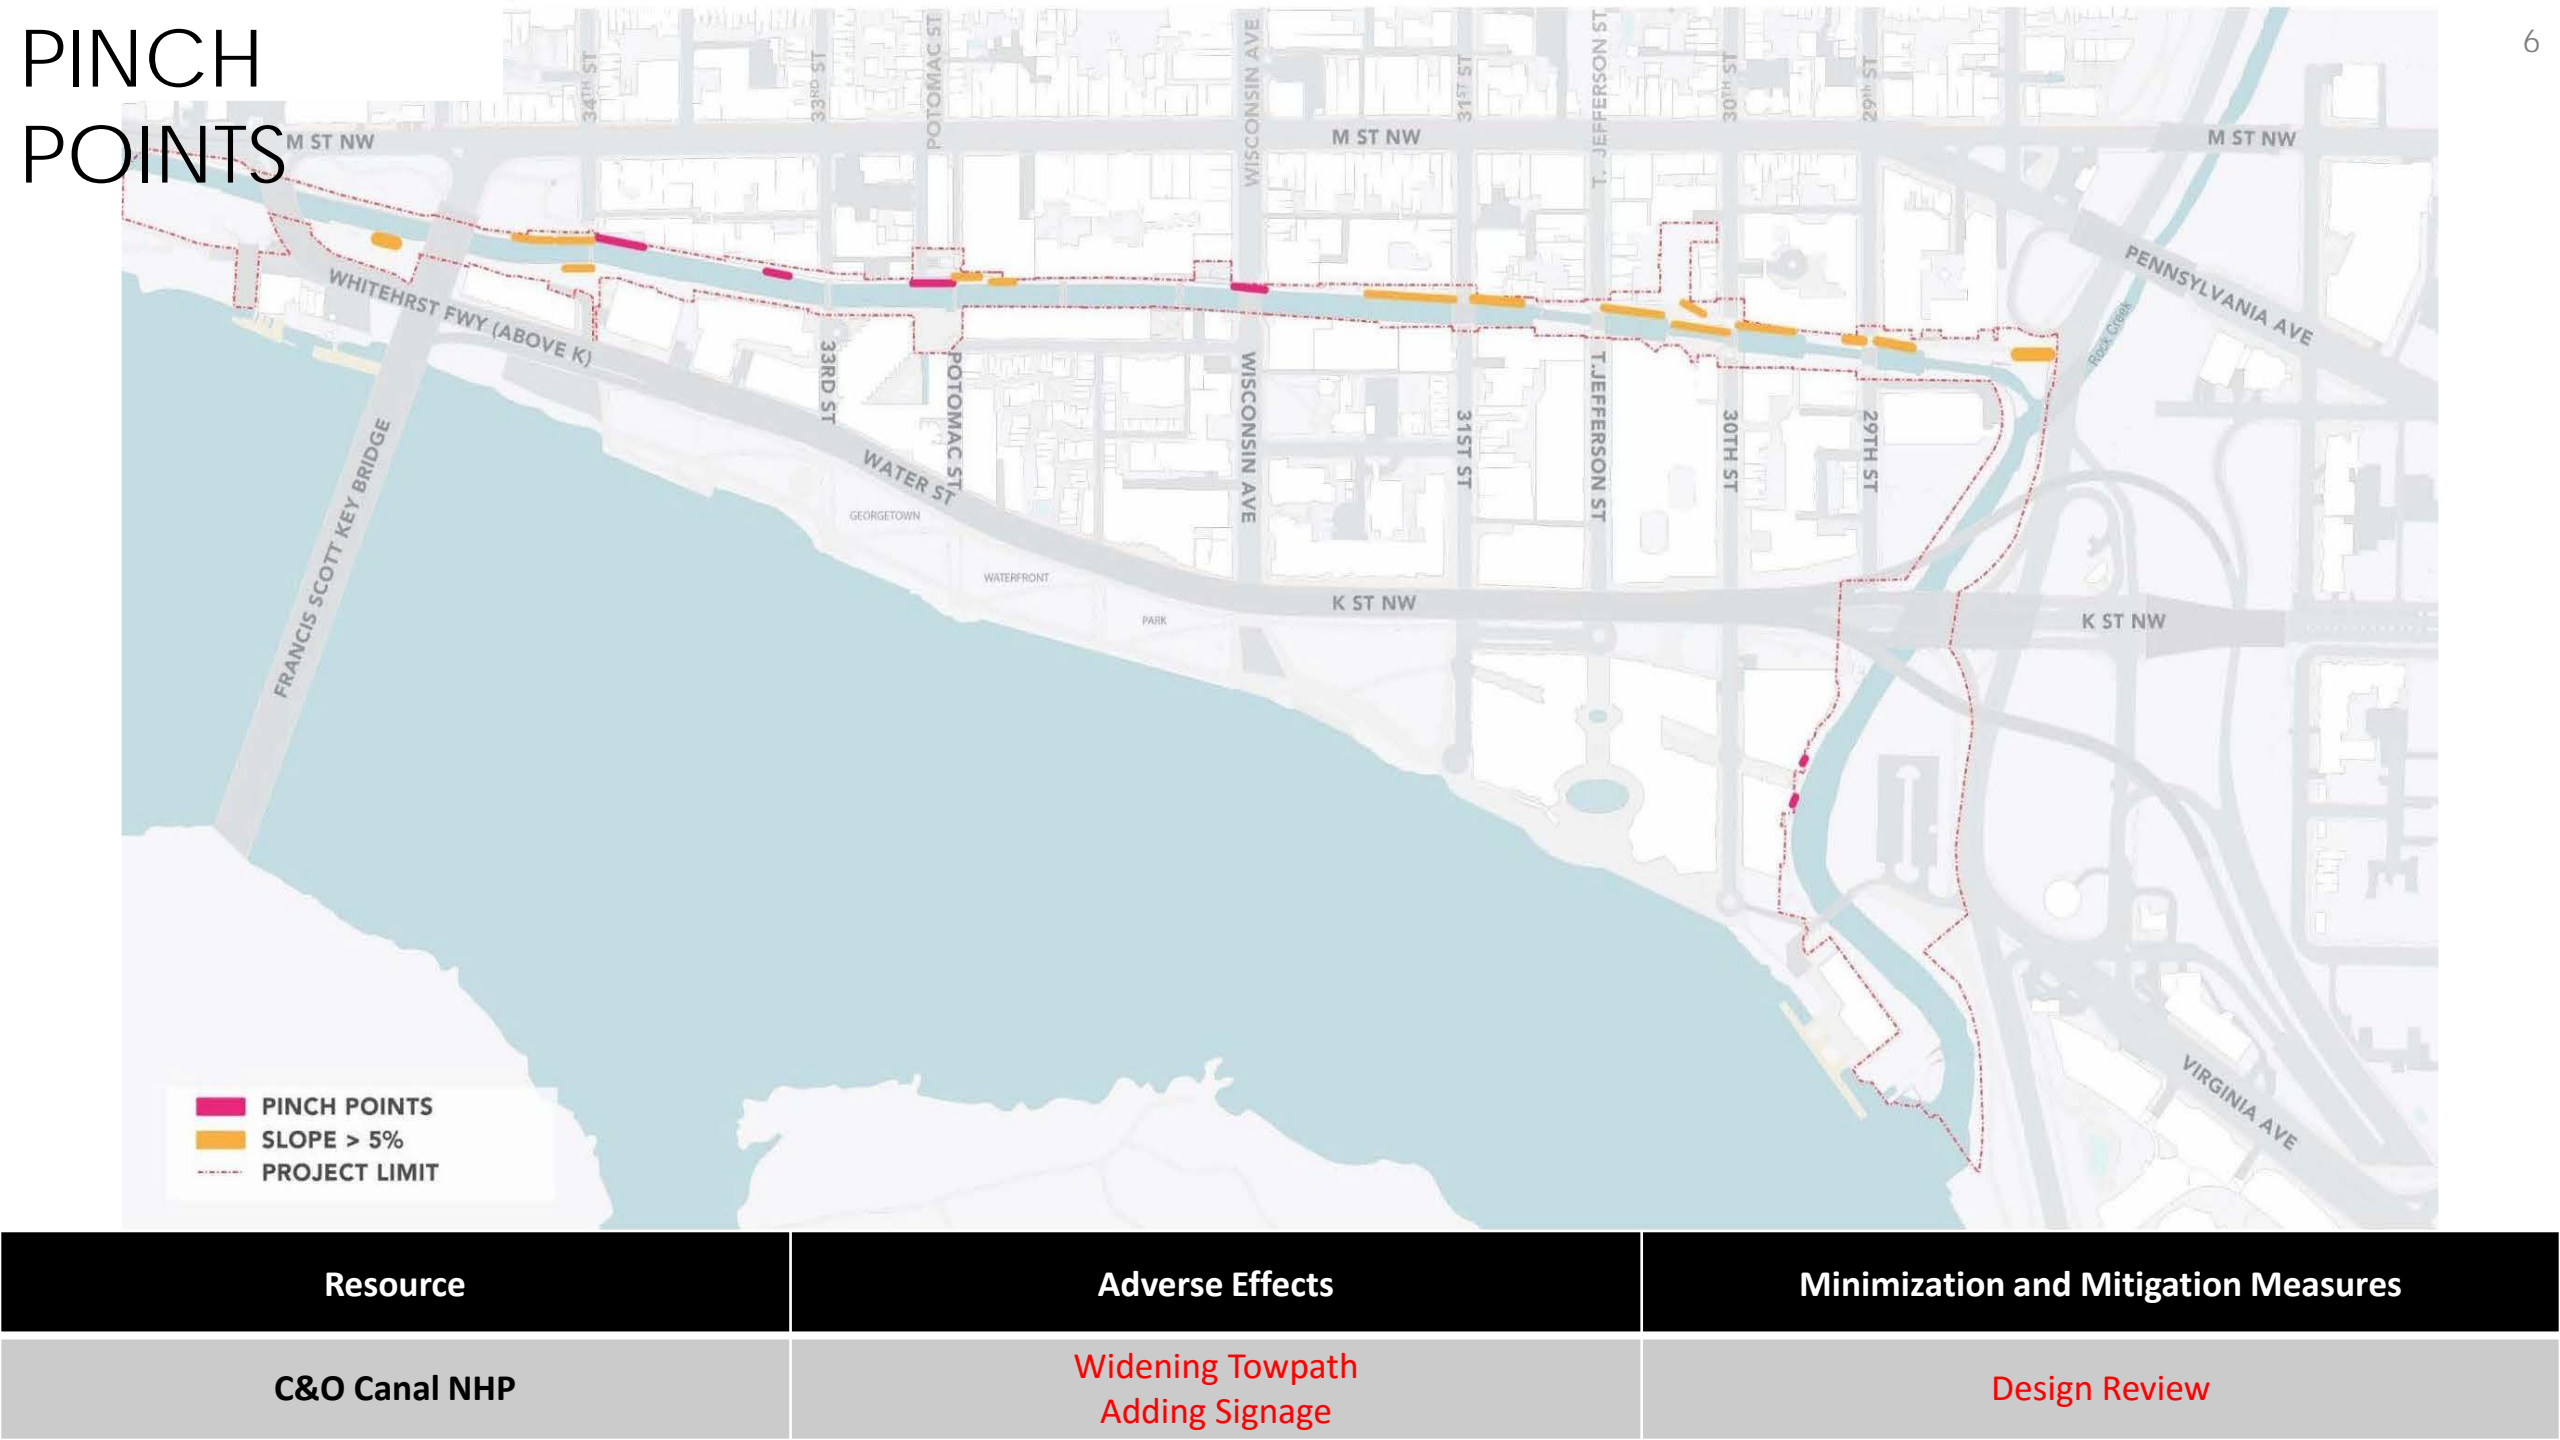 PINCH
POINTS
6
34TH ST
33RD ST
POTOMAC ST
WISCONSIN AVE
31ST ST
T. JEFFERSON ST
30TH ST
29th ST
M ST NW
M ST NW
M ST NW
PENNSYLVANIA AVE
Rock Creek
WHITEHRST FWY (ABOVE K)
33RD ST
POTOMAC ST
WISCONSIN AVE
31ST ST
T.JEFFERSON ST
30TH ST
29TH ST
FRANCIS SCOTT KEY BRIDGE
WATER ST
GEORGETOWN
WATERFRONT
PARK
K ST NW
K ST NW
VIRGINIA AVE
PINCH POINTS
SLOPE > 5%
PROJECT LIMIT
Resource
Adverse Effects
Minimization and Mitigation Measures
C&O Canal NHP
Widening Towpath
Adding Signage
Design Review